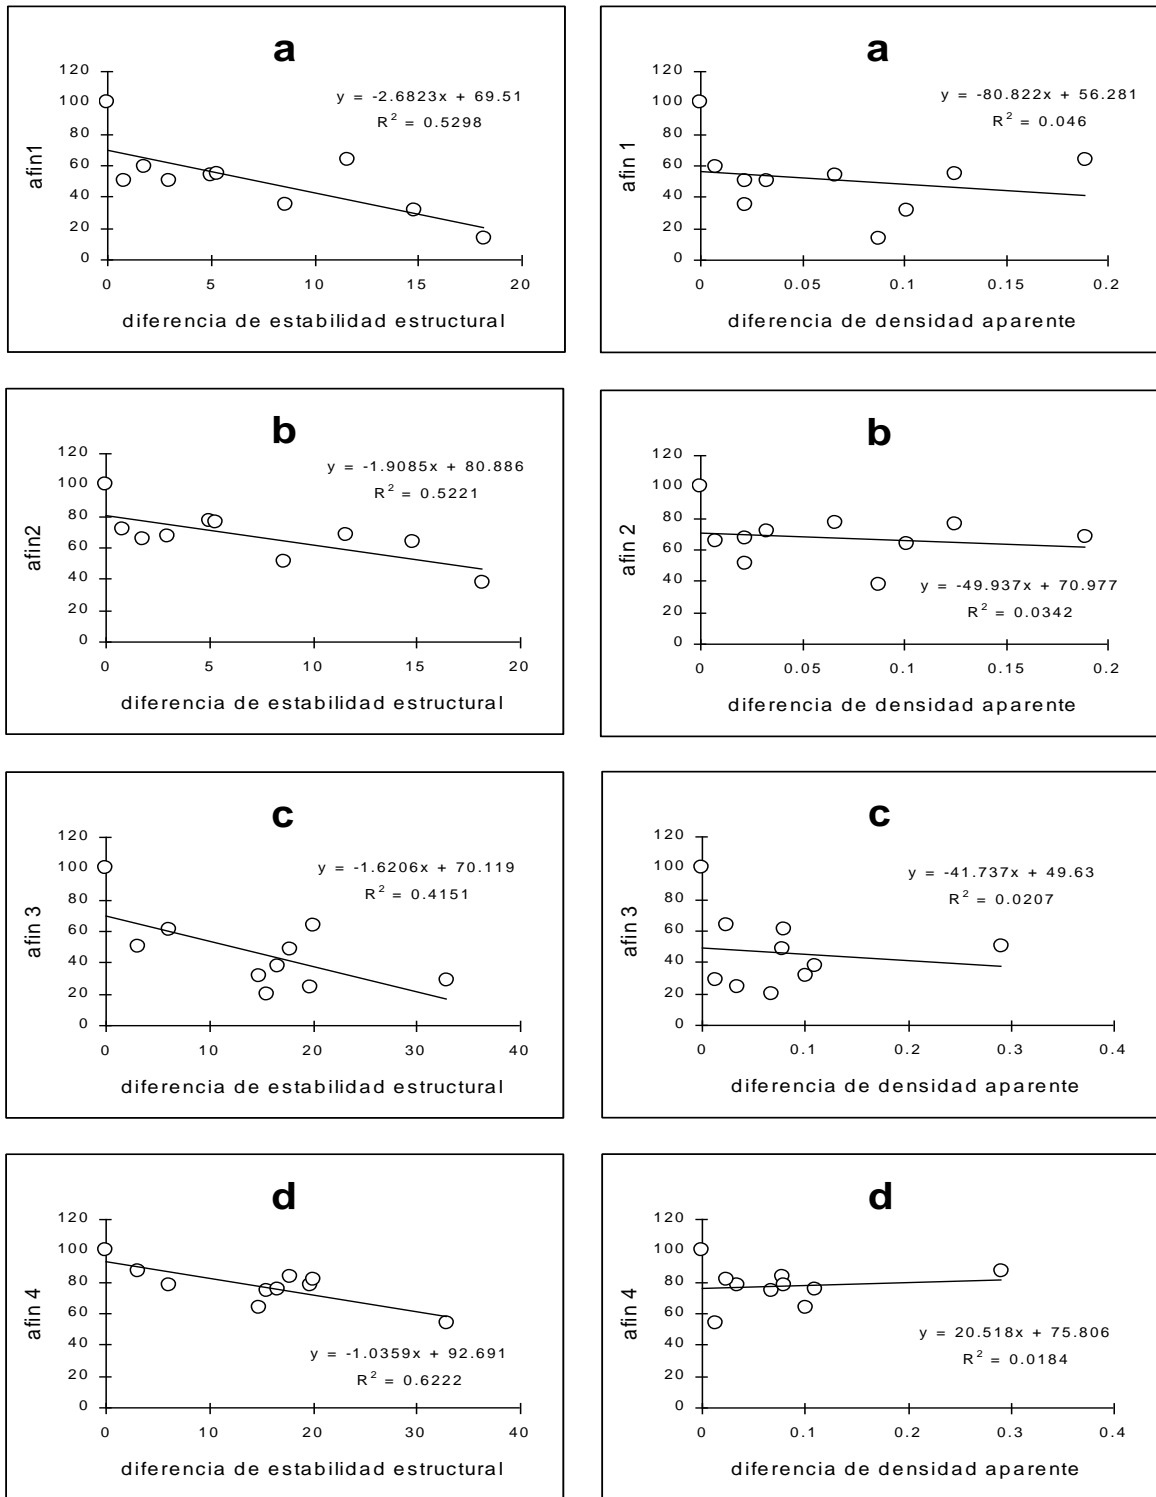 a
y = -2.6823x + 69.51
R² = 0.5298
120
100
80
60
40
20
0
afin1
0 5 10 15 20
diferencia de estabilidad estructural
a
y = -80.822x + 56.281
R² = 0.046
120
100
80
60
40
20
0
afin 1
0 0.05 0.1 0.15 0.2
diferencia de densidad aparente
b
y = -1.9085x + 80.886
R² = 0.5221
120
100
80
60
40
20
0
afin2
0 5 10 15 20
diferencia de estabilidad estructural
b
120
100
80
60
40
20
0
afin 2
y = -49.937x + 70.977
R² = 0.0342
0 0.05 0.1 0.15 0.2
diferencia de densidad aparente
c
y = -1.6206x + 70.119
R² = 0.4151
120
100
80
60
40
20
0
afin 3
0 10 20 30 40
diferencia de estabilidad estructural
c
y = -41.737x + 49.63
R² = 0.0207
120
100
80
60
40
20
0
afin 3
0 0.1 0.2 0.3 0.4
diferencia de densidad aparente
d
120
100
80
60
40
20
0
afin 4
y = -1.0359x + 92.691
R² = 0.6222
0 10 20 30 40
diferencia de estabilidad estructural
d
120
100
80
60
40
20
0
afin 4
y = 20.518x + 75.806
R² = 0.0184
0 0.1 0.2 0.3 0.4
diferencia de densidad aparente